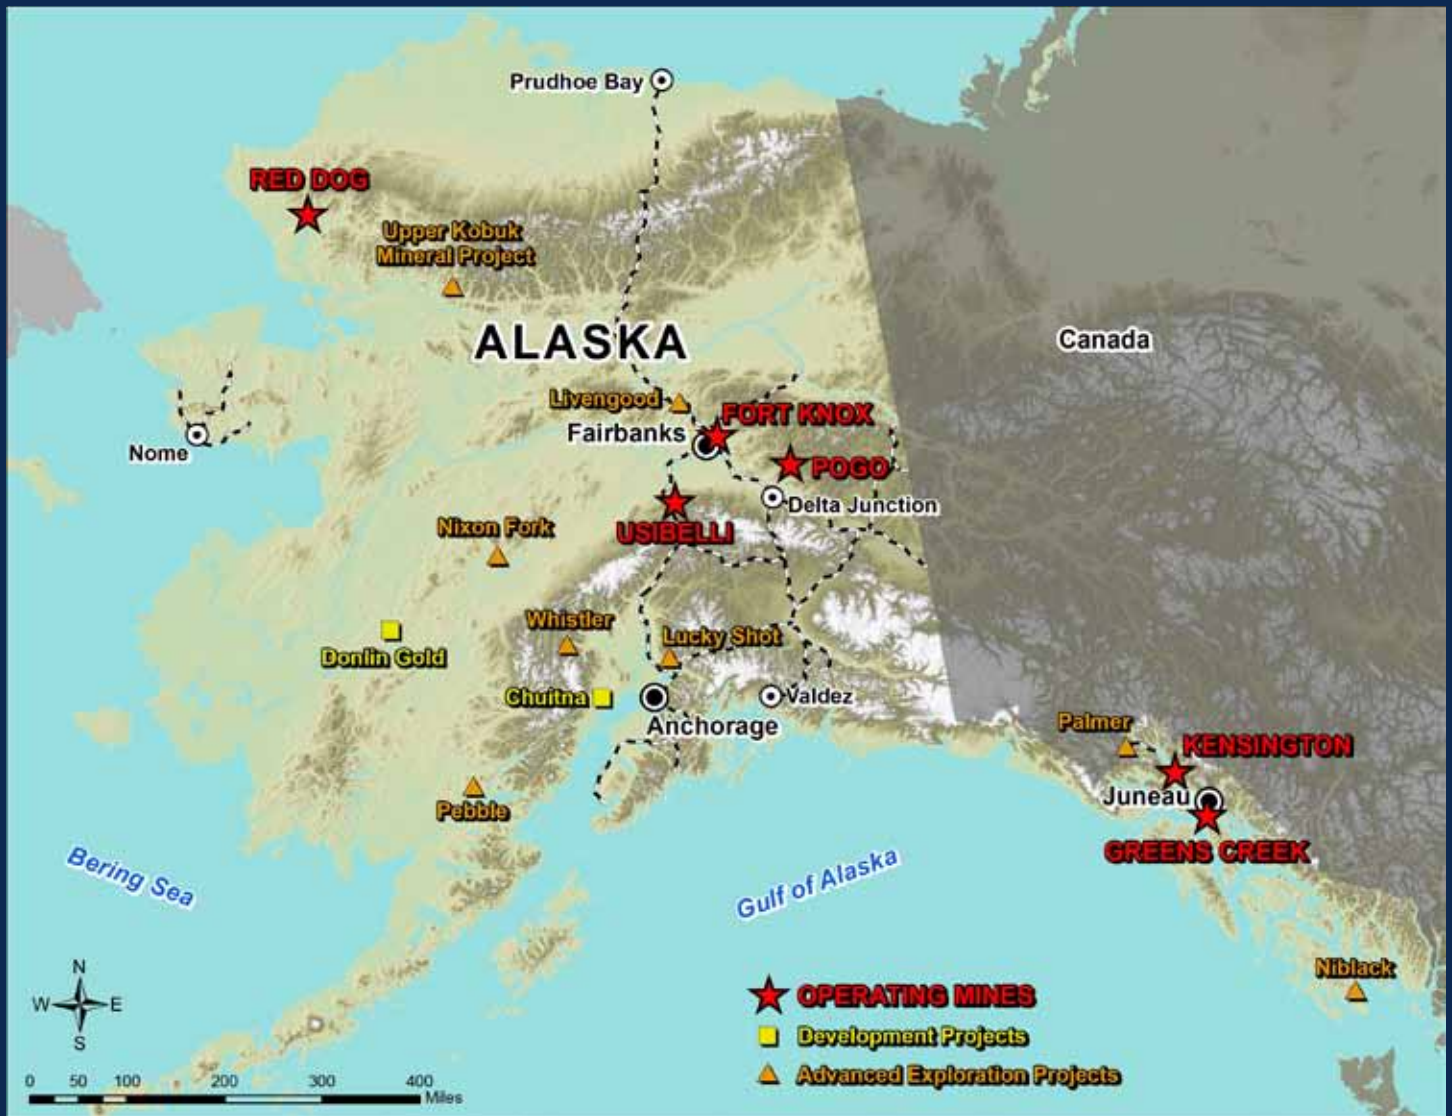 Prudhoe Bay
RED DOG
Upper Kobuk
Mineral Project
ALASKA
Canada
Livengood
FORT KNOX
Fairbanks
Nome
POGO
Delta Junction
Nixon Fork
USIBELLI
Whistler
Lucky Shot
Donlin Gold
Chuitna
Valdez
Anchorage
Palmer
KENSINGTON
Juneau
Pebble
GREENS CREEK
Bering Sea
Gulf of Alaska
Niblack
N
W E
S
OPERATING MINES
Development Projects
Advanced Exploration Projects
0 50 100 200 300 400
Miles